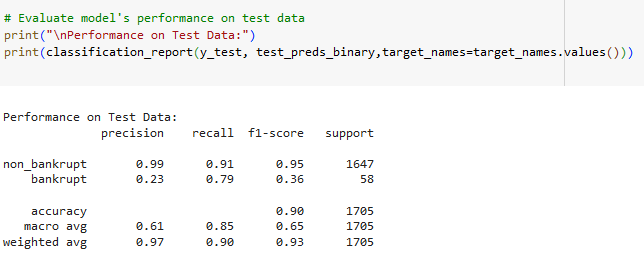 # Evaluate model's performance on test data
print("\nPerformance on Test Data:")
print(classification_report(y_test, test_preds_binary,target_names=target_names.values()))
Performance on Test Data:
precision recall f1-score support
non_bankrupt 0.99 0.91 0.95 1647
bankrupt 0.23 0.79 0.36 58
accuracy 0.90 1705
macro avg 0.61 0.85 0.65 1705
weighted avg 0.97 0.90 0.93 1705